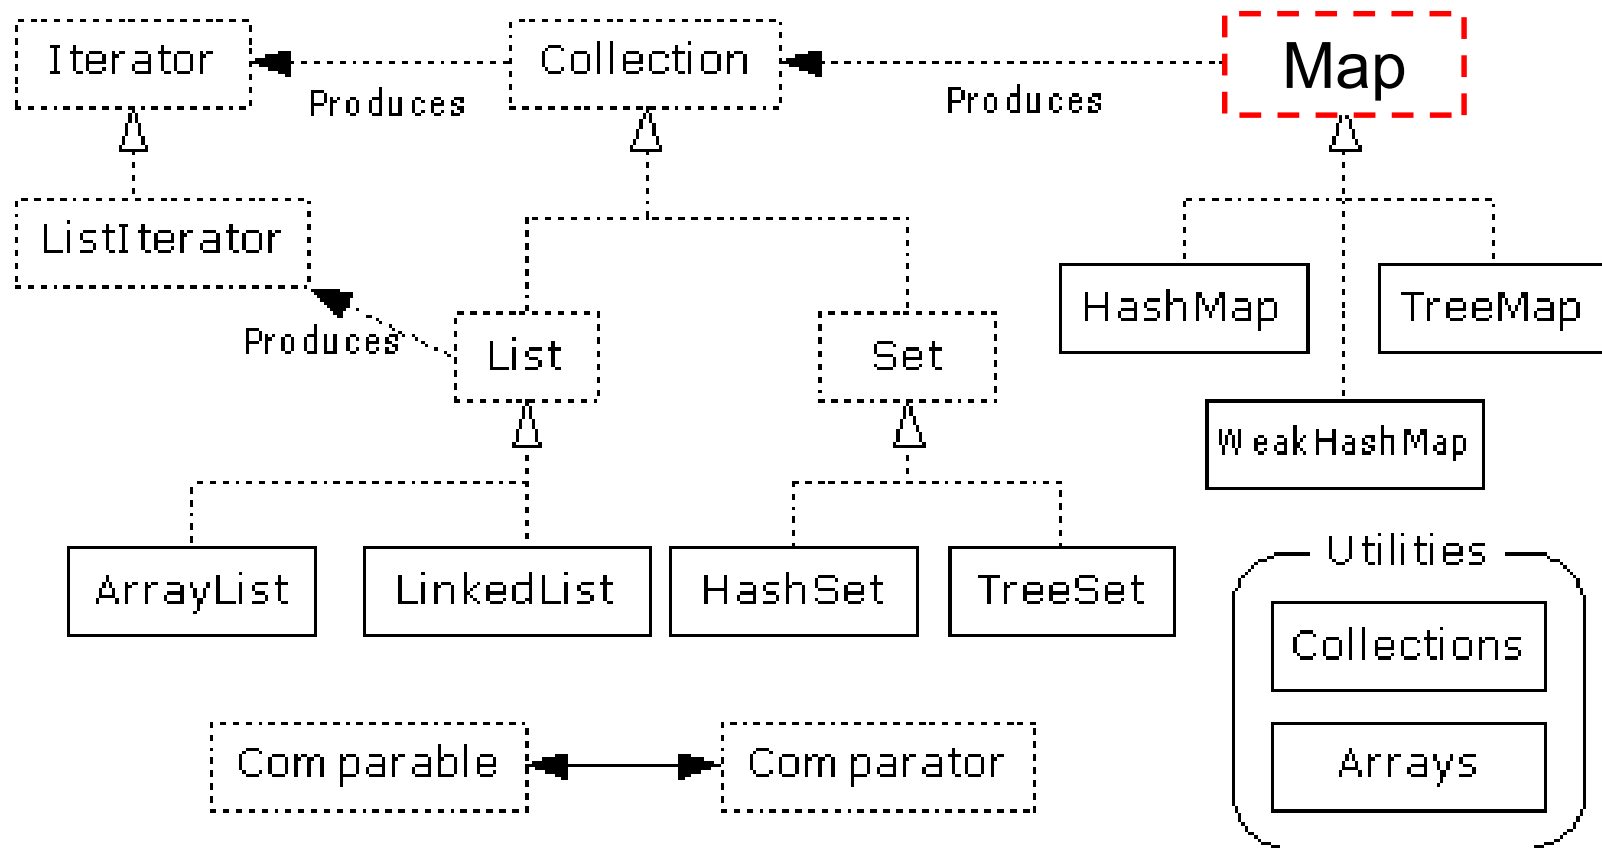 Iterator
Collection
Map
Produces
Produces
ListIterator
HashMap
TreeMap
Produces
List
Set
WeakHashMap
ArrayList
LinkedList
HashSet
TreeSet
Utilities
Collections
Arrays
Comparable
Comparator